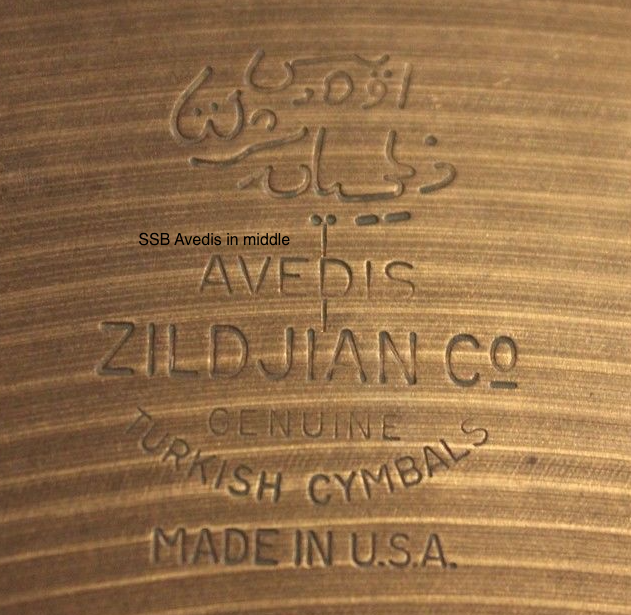 SSB Avedis in middle
AVEDIS
ZILDJIAN Co
GENUINE
TURKISH CYMBALS
MADE IN U.S.A.